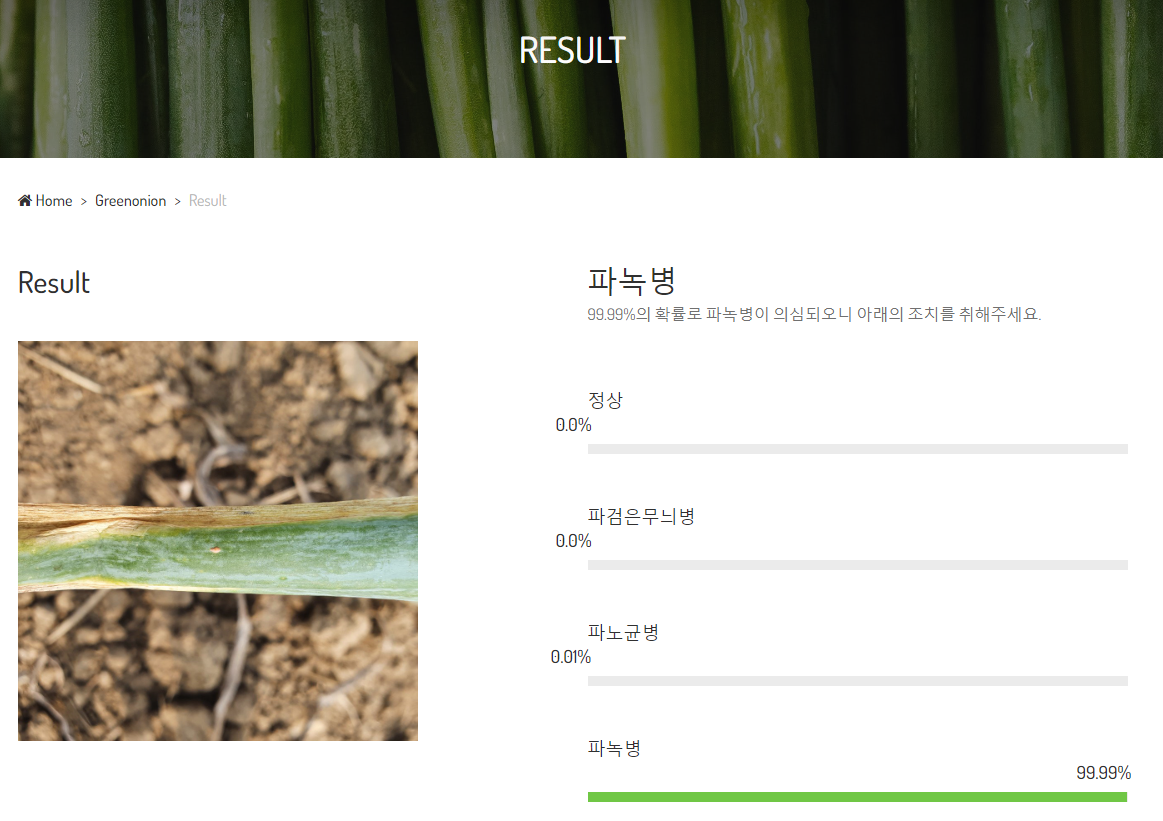 RESULT
Home > Greenonion > Result
Result
파녹병
99.99%의 확률로 파녹병이 의심되오니 아래의 조치를 취해주세요.
정상
0.0%
파검은무늬병
0.0%
파노균병
0.01%
파녹병
99.99%